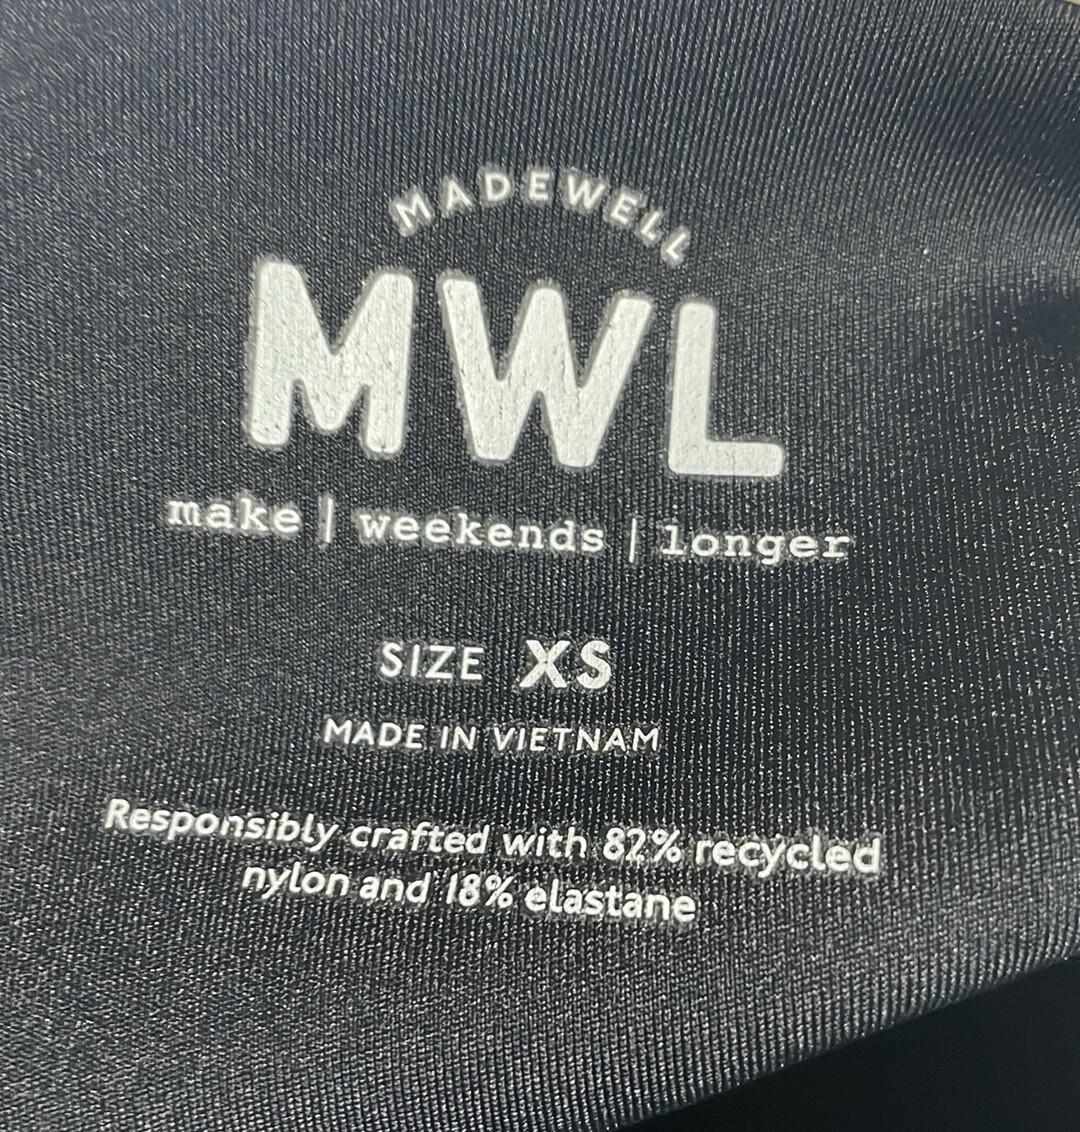 MADEWELL
MWL
make | weekends | longer
SIZE XS
MADE IN VIETNAM
Responsibly crafted with 82% recycled
nylon and 18% elastane